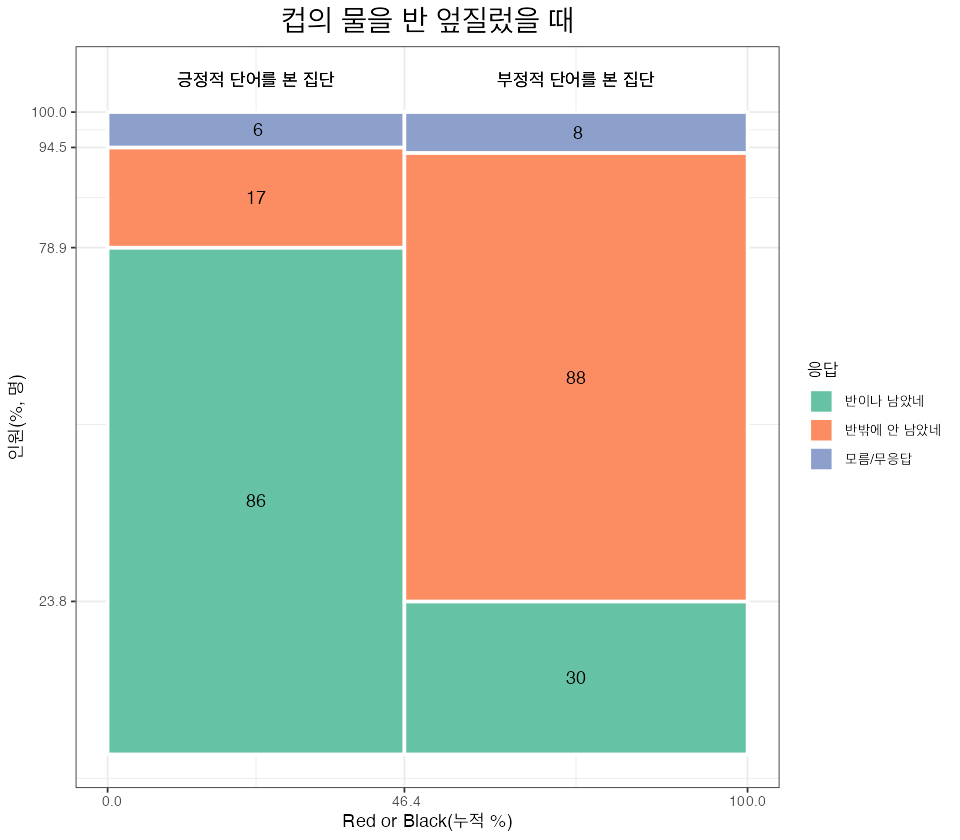 컵의 물을 반 엎질렀을 때
긍정적 단어를 본 집단 부정적 단어를 본 집단
100.0
94.5
78.9
23.8
6
8
17
88
86
30
인원(%, 명)
0.0 46.4 100.0
Red or Black(누적 %)
응답
반이나 남았네
반밖에 안 남았네
모름/무응답